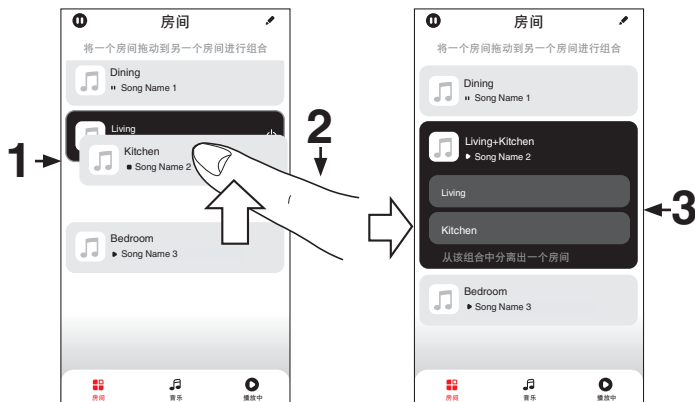 房间
将一个房间拖动到另一个房间进行组合
Dining
Song Name 1
1
Living
Kitchen
Song Name 2
2
Bedroom
Song Name 3
房间
音乐
播放中
房间
将一个房间拖动到另一个房间进行组合
Dining
Song Name 1
Living+Kitchen
Song Name 2
Living
3
Kitchen
从该组合中分离出一个房间
Bedroom
Song Name 3
房间
音乐
播放中